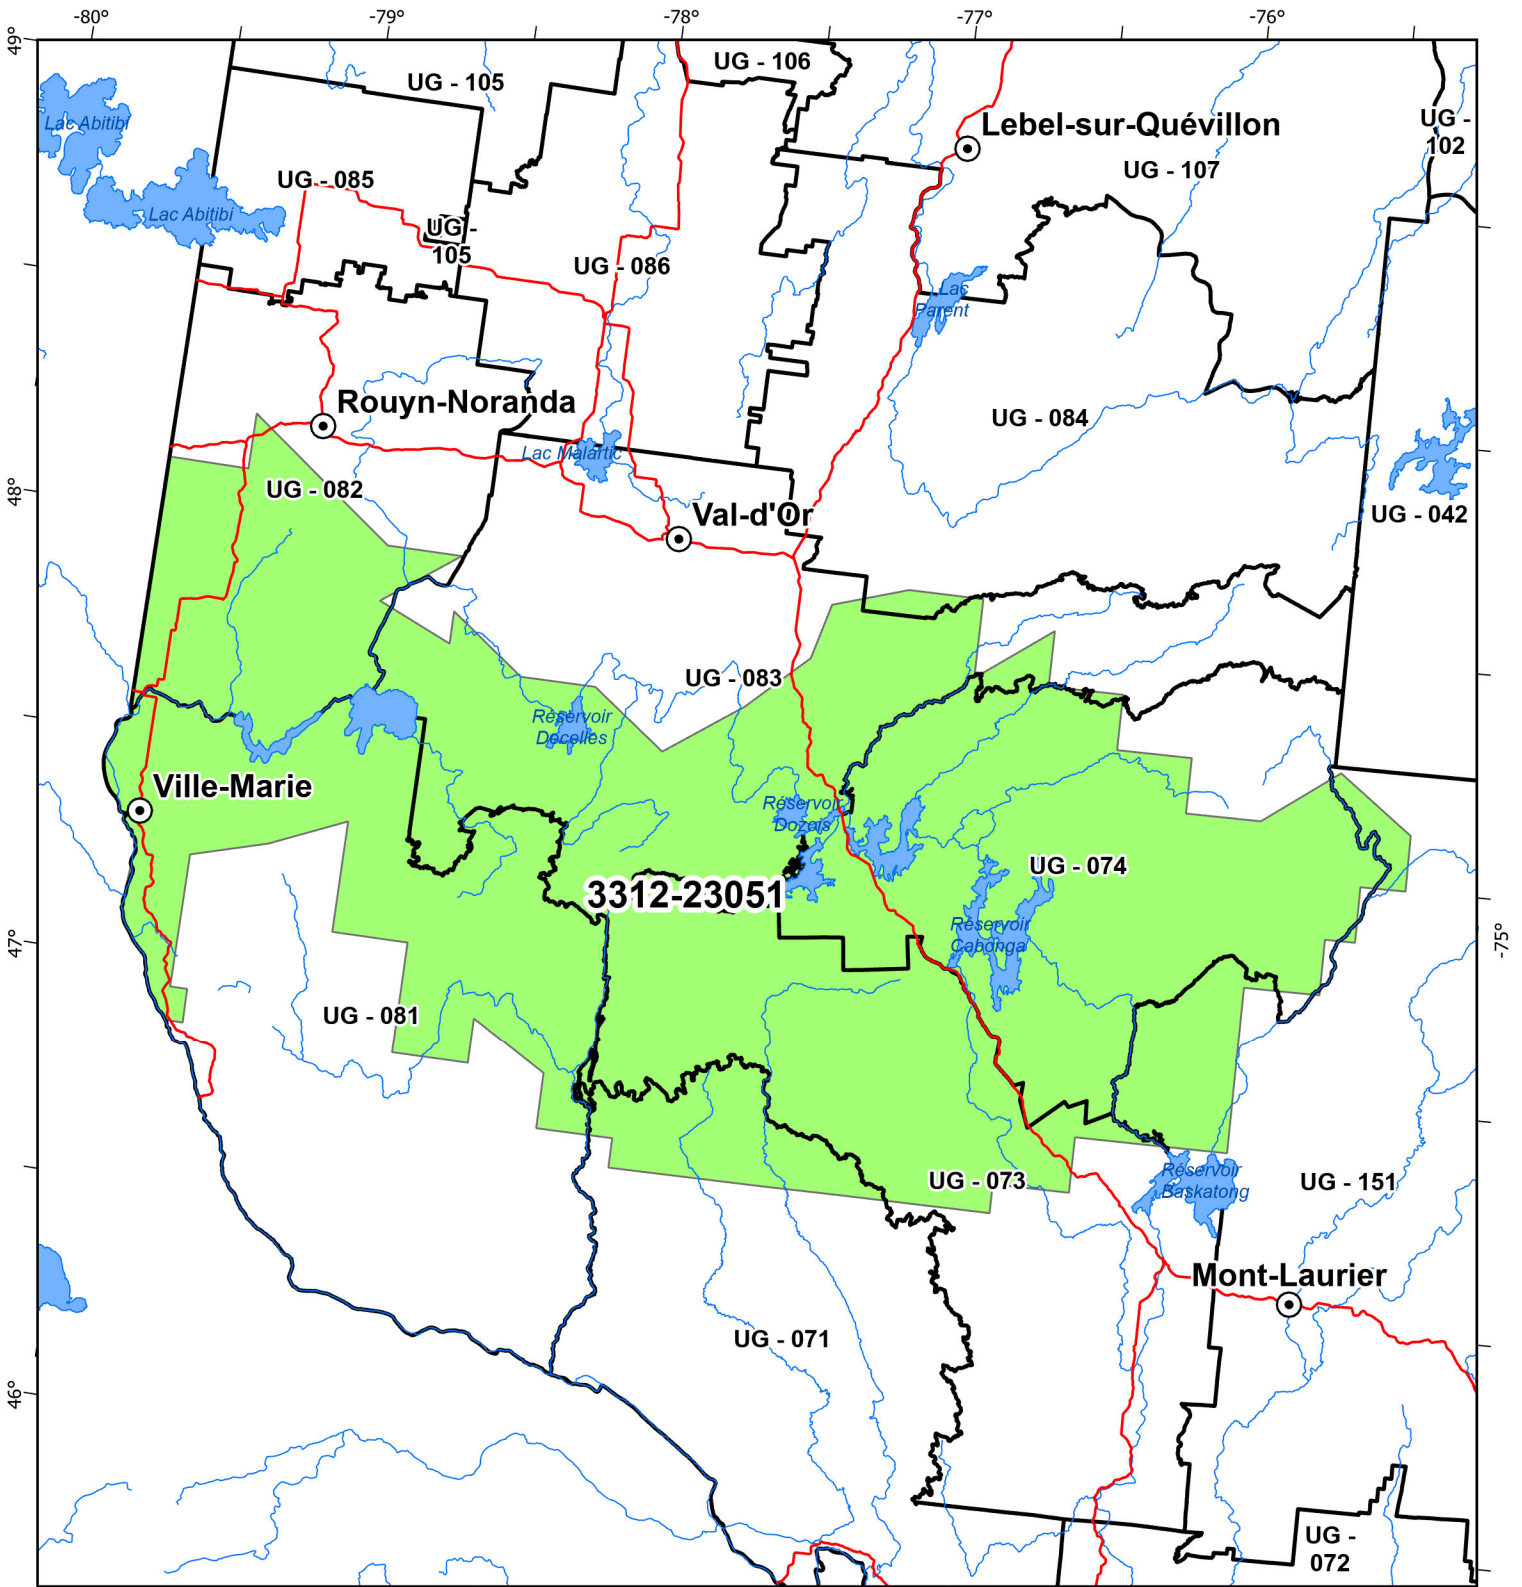 -80°
-79°
-78°
-77°
-76°
49°
UG - 105
UG - 106
Lac Abitibi
Lebel-sur-Quévillon
UG -
102
UG - 107
UG - 085
Lac Abitibi
UG -
105
UG - 086
Lac
Parent
Rouyn-Noranda
UG - 084
Lac Malartic
48°
UG - 082
Val-d'Or
UG - 042
UG - 083
Réservoir
Decelles
Ville-Marie
Réservoir
Dozois
UG - 074
3312-23051
Réservoir
Cabonga
47°
-75°
UG - 081
UG - 073
Réservoir
Baskatong
UG - 151
Mont-Laurier
UG - 071
46°
UG -
072